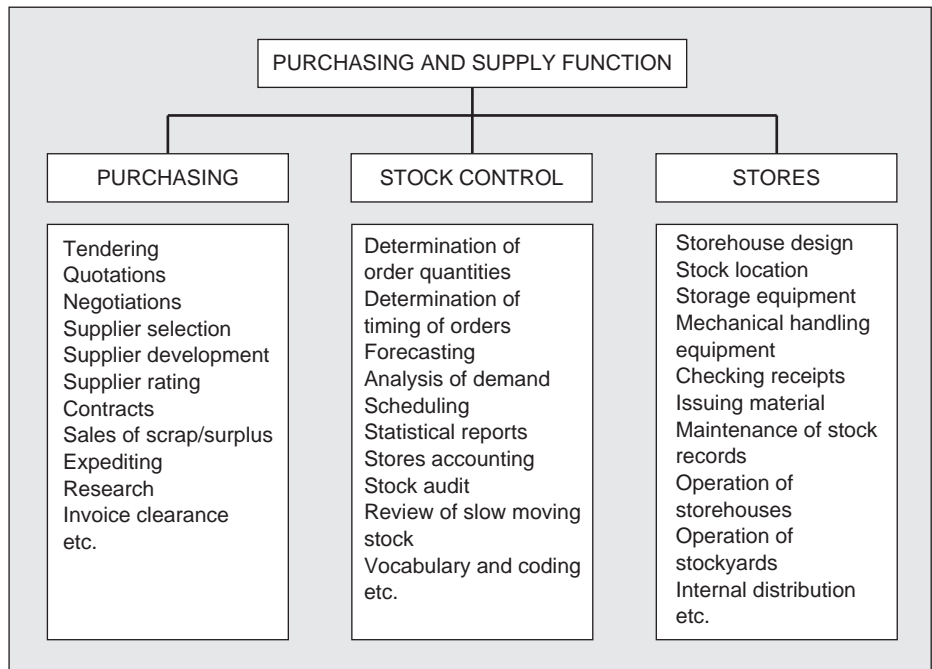 PURCHASING AND SUPPLY FUNCTION
PURCHASING
Tendering
Quotations
Negotiations
Supplier selection
Supplier development
Supplier rating
Contracts
Sales of scrap/surplus
Expediting
Research
Invoice clearance
etc.
STOCK CONTROL
Determination of
order quantities
Determination of
timing of orders
Forecasting
Analysis of demand
Scheduling
Statistical reports
Stores accounting
Stock audit
Review of slow moving
stock
Vocabulary and coding
etc.
STORES
Storehouse design
Stock location
Storage equipment
Mechanical handling
equipment
Checking receipts
Issuing material
Maintenance of stock
records
Operation of
storehouses
Operation of
stockyards
Internal distribution
etc.